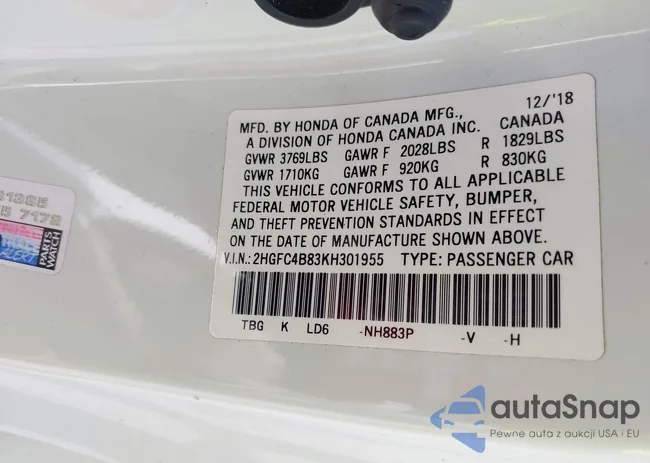 12/'18
MFD. BY HONDA OF CANADA MFG., CANADA
A DIVISION OF HONDA CANADA INC.
GVWR 3769LBS GAWR F 2028LBS R 1829LBS
GVWR 1710KG GAWR F 920KG R 830KG
THIS VEHICLE CONFORMS TO ALL APPLICABLE
FEDERAL MOTOR VEHICLE SAFETY, BUMPER,
AND THEFT PREVENTION STANDARDS IN EFFECT
ON THE DATE OF MANUFACTURE SHOWN ABOVE.
V.I.N.: 2HGFC4B83KH301955 TYPE: PASSENGER CAR
TBG K LD6 -NH883P -V -H
7172
PARTS
WATCH
autaSnap
Pewne auta z aukcji USA i EU